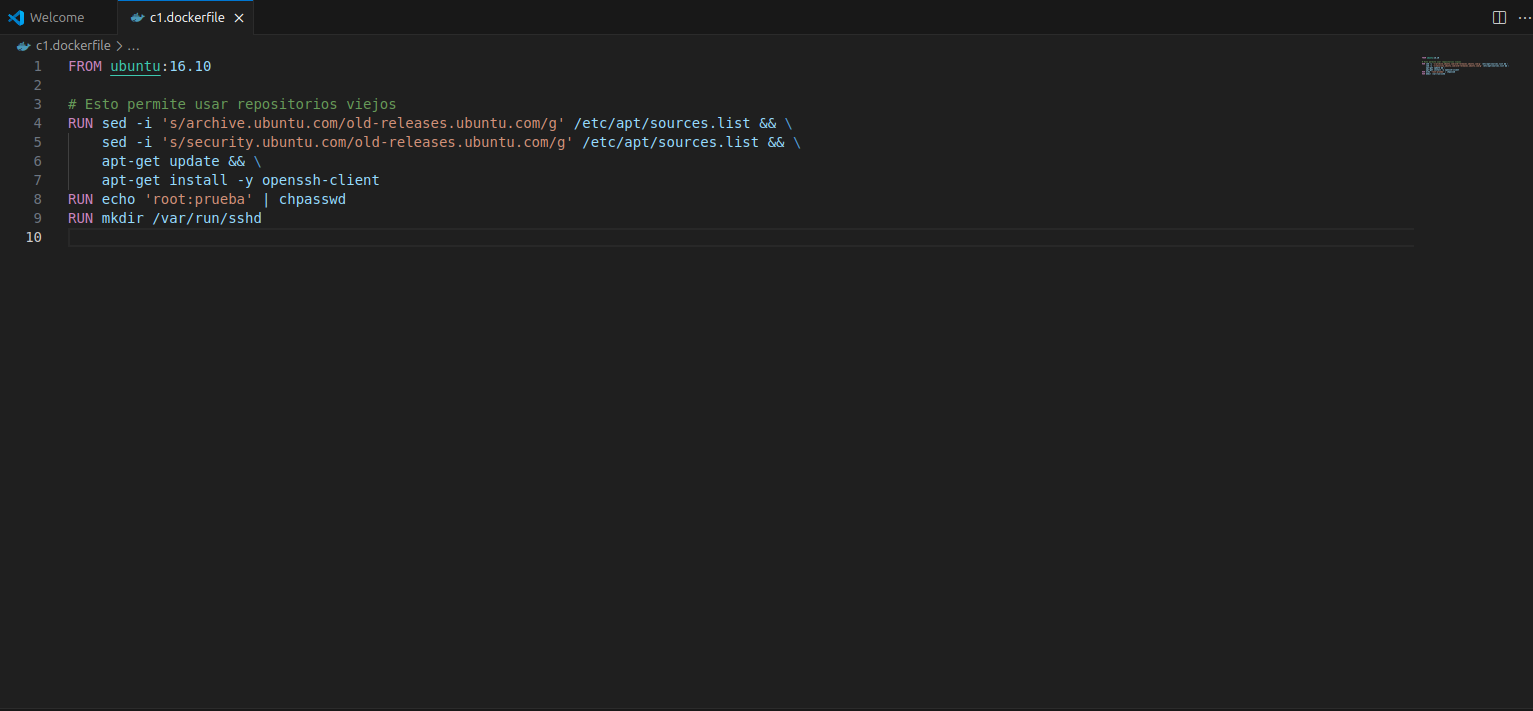 Welcome
c1.dockerfile
c1.dockerfile > ...
1 FROM ubuntu:16.10
2
3 # Esto permite usar repositorios viejos
4 RUN sed -i 's/archive.ubuntu.com/old-releases.ubuntu.com/g' /etc/apt/sources.list && \
5     sed -i 's/security.ubuntu.com/old-releases.ubuntu.com/g' /etc/apt/sources.list && \
6     apt-get update && \
7     apt-get install -y openssh-client
8 RUN echo 'root:prueba' | chpasswd
9 RUN mkdir /var/run/sshd
10